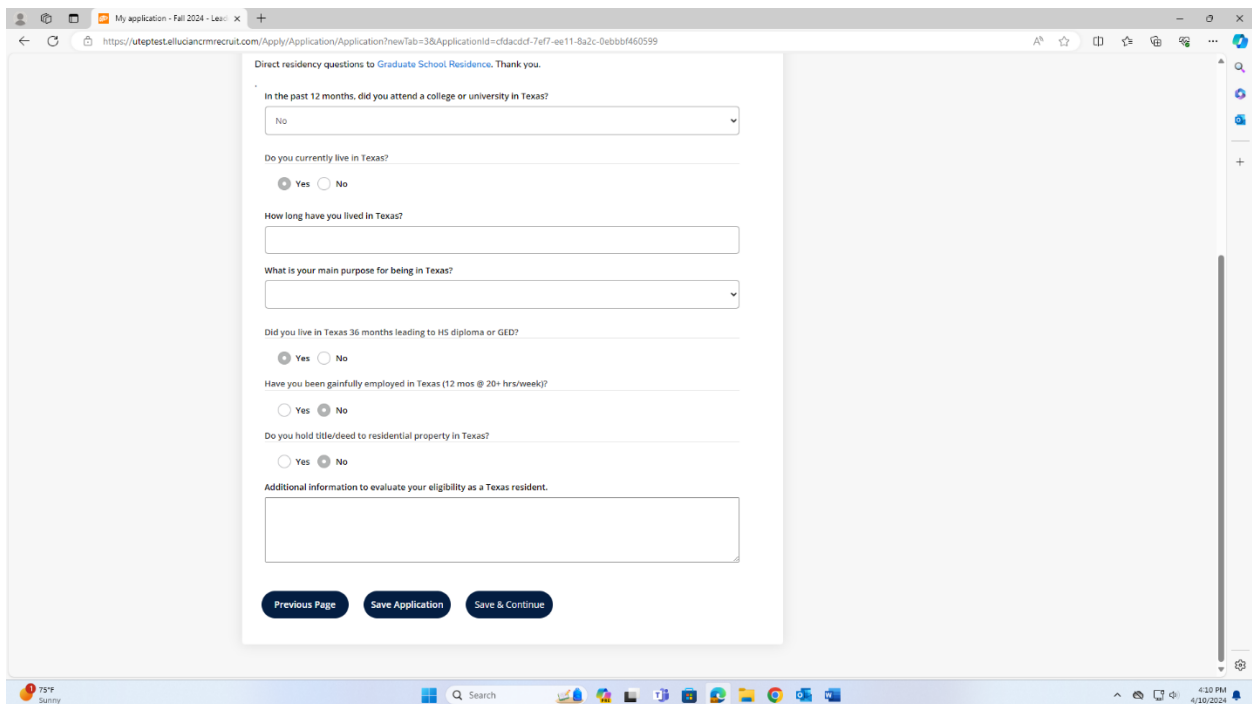 My application - Fall 2024 - Lead
https://uteptest.elluciancrmrecruit.com/Apply/Application/Application?newTab=3&ApplicationId=cfdacdcf-7ef7-ee11-8a2c-0ebbbf460599
Direct residency questions to Graduate School Residence. Thank you.
In the past 12 months, did you attend a college or university in Texas?
No
Do you currently live in Texas?
Yes No
How long have you lived in Texas?
What is your main purpose for being in Texas?
Did you live in Texas 36 months leading to HS diploma or GED?
Yes No
Have you been gainfully employed in Texas (12 mos @ 20+ hrs/week)?
Yes No
Do you hold title/deed to residential property in Texas?
Yes No
Additional information to evaluate your eligibility as a Texas resident.
Previous Page Save Application Save & Continue
1 75°F
Sunny
Search
4:10 PM
4/10/2024